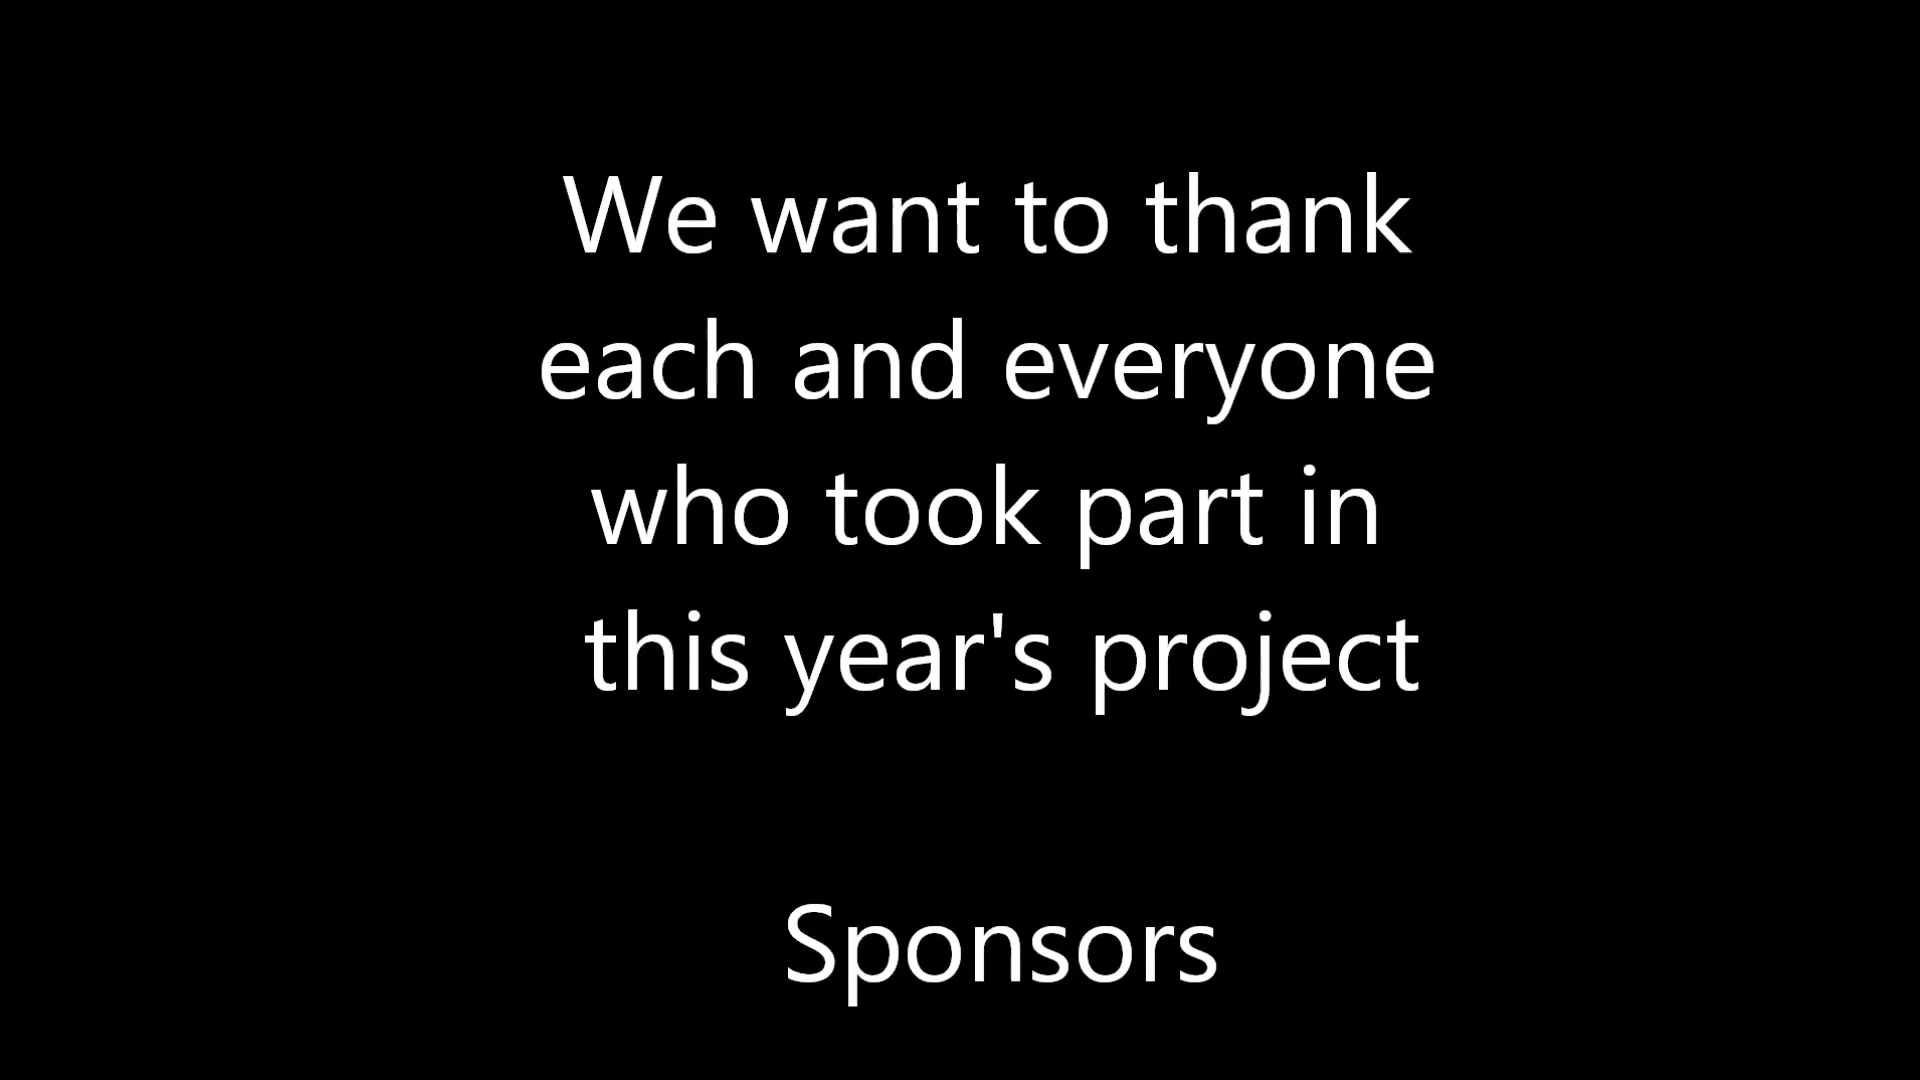 We want to thank
each and everyone
who took part in
this year's project
Sponsors